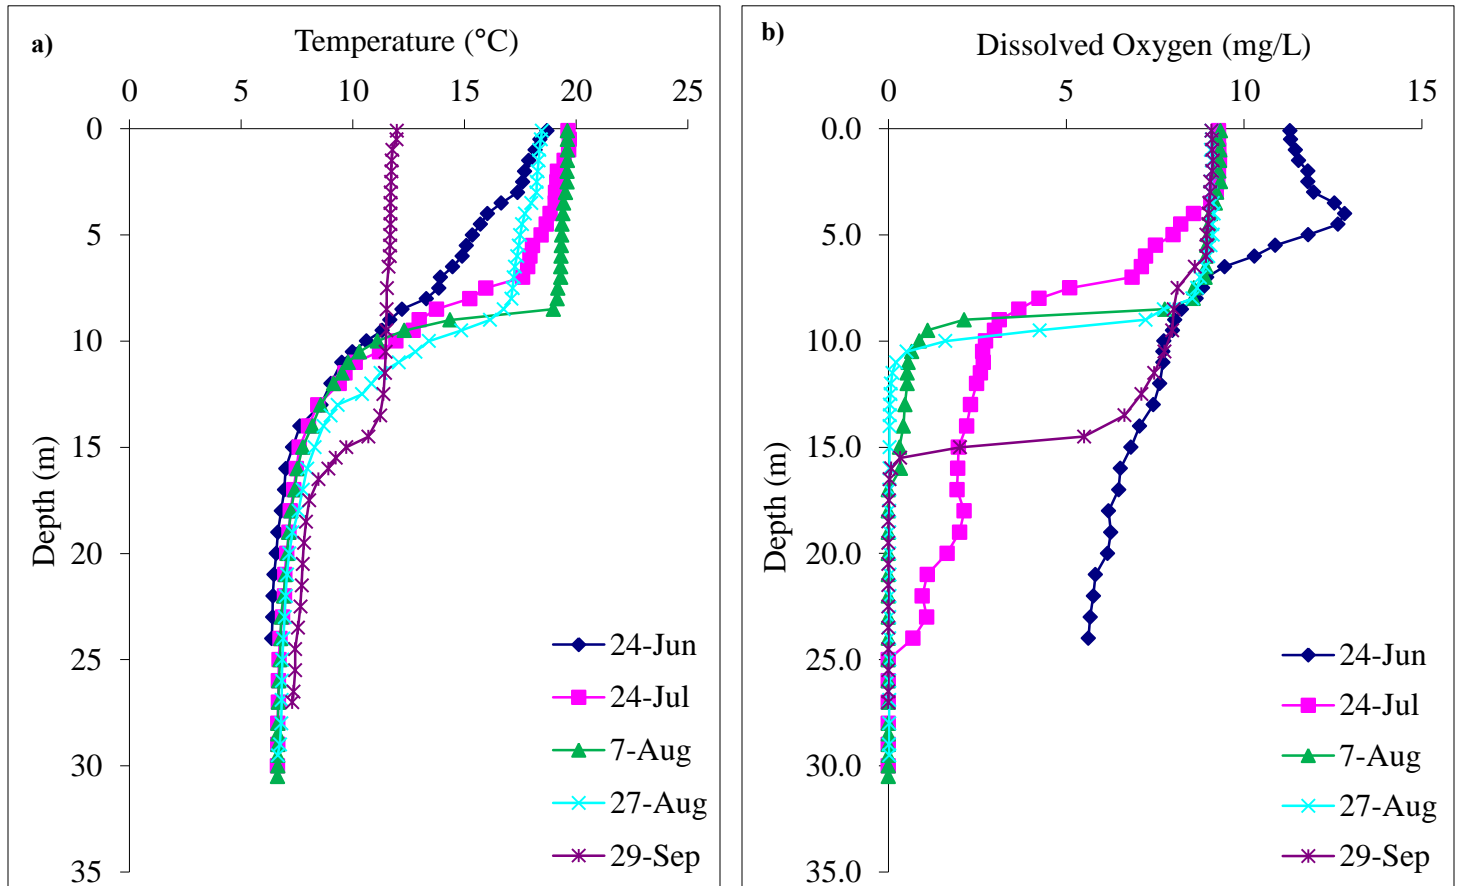 a)
Temperature (°C)
0 5 10 15 20 25
0
5
10
15
20
25
30
35
Depth (m)
24-Jun
24-Jul
7-Aug
27-Aug
29-Sep
b)
Dissolved Oxygen (mg/L)
0 5 10 15
0.0
5.0
10.0
15.0
20.0
25.0
30.0
35.0
Depth (m)
24-Jun
24-Jul
7-Aug
27-Aug
29-Sep